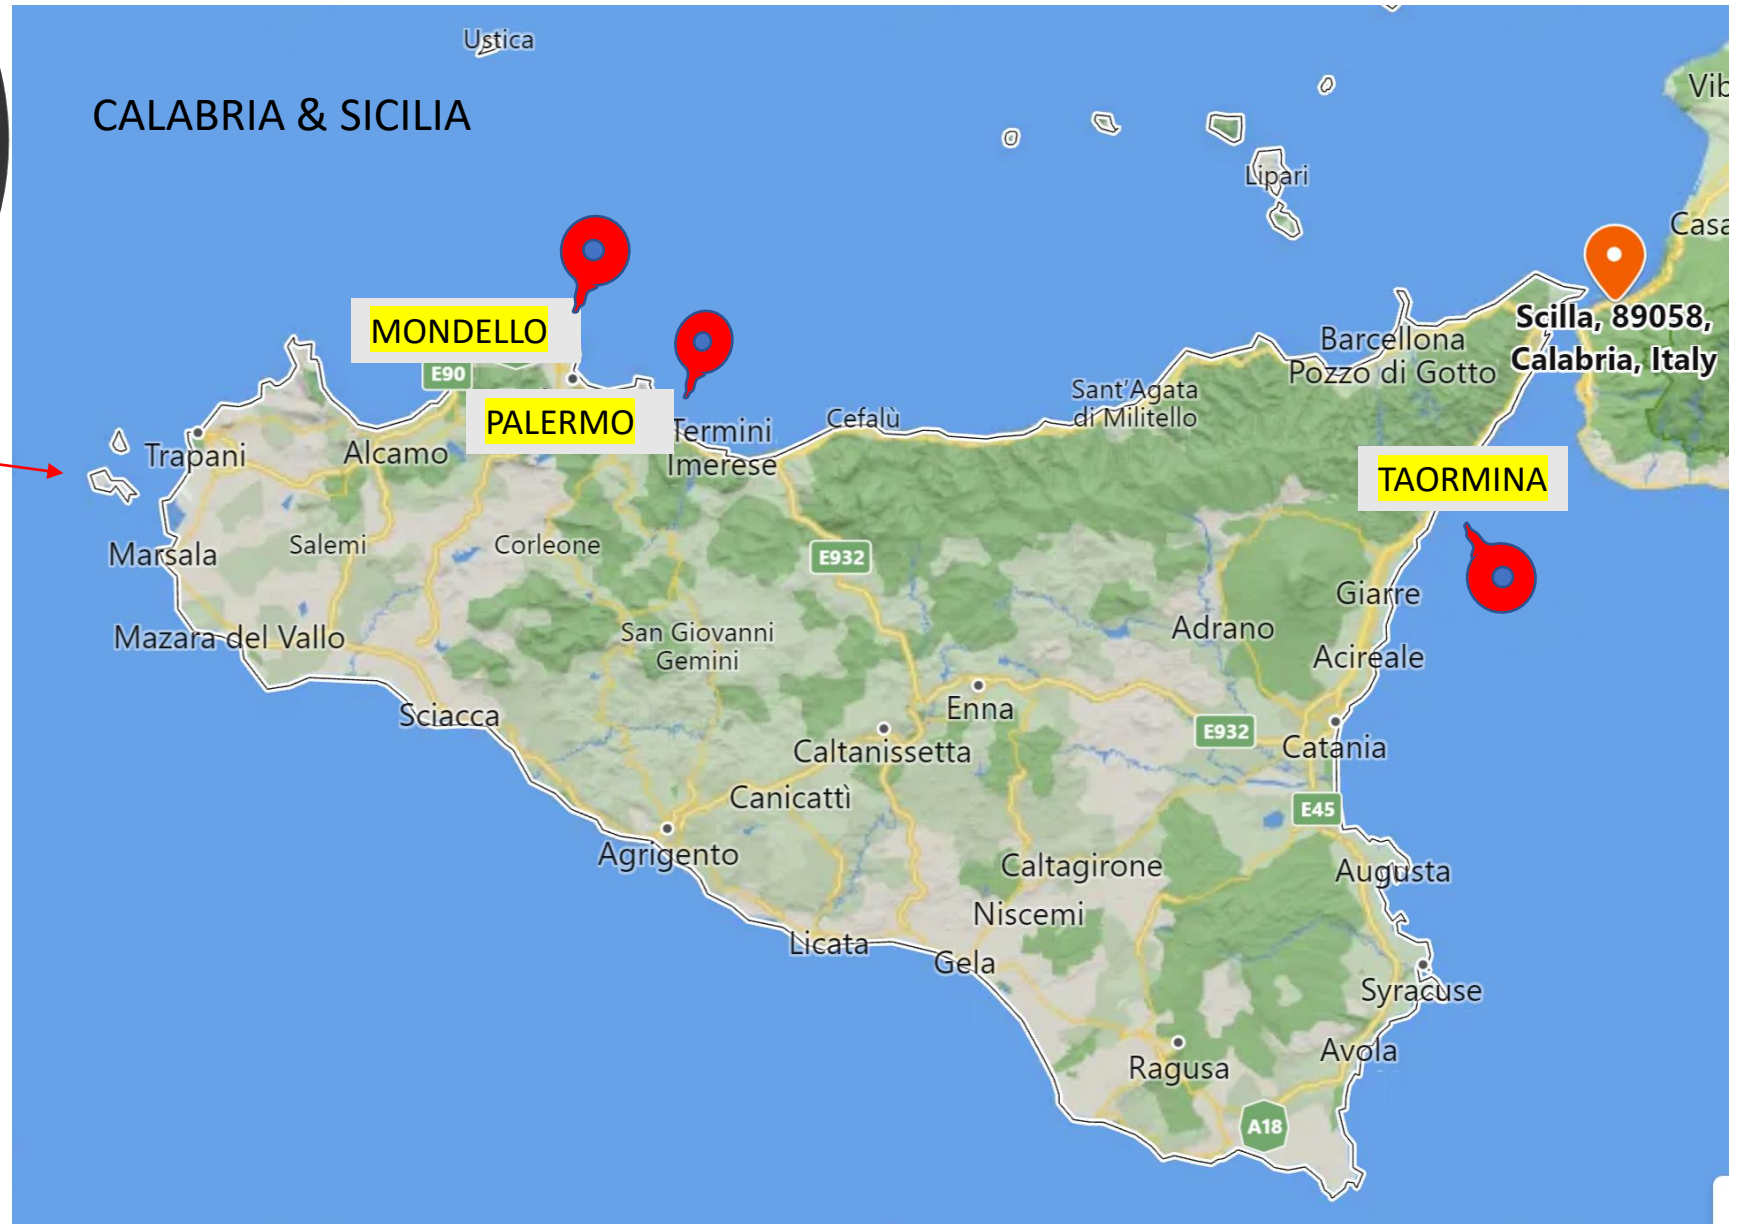 Ustica
CALABRIA & SICILIA
Vib
Lipari
Casa
MONDELLO
Scilla, 89058,
Calabria, Italy
Barcellona
Pozzo di Gotto
E90
PALERMO
Termini
Imerese
Cefalù
Sant'Agata
di Militello
Trapani
Alcamo
TAORMINA
Marsala
Salemi
Corleone
E932
Giarre
Mazara del Vallo
San Giovanni
Gemini
Adrano
Acireale
Sciacca
Enna
E932
Catania
Caltanissetta
Canicattì
E45
Agrigento
Caltagirone
Augusta
Niscemi
Licata
Gela
Syracuse
Avola
Ragusa
A18